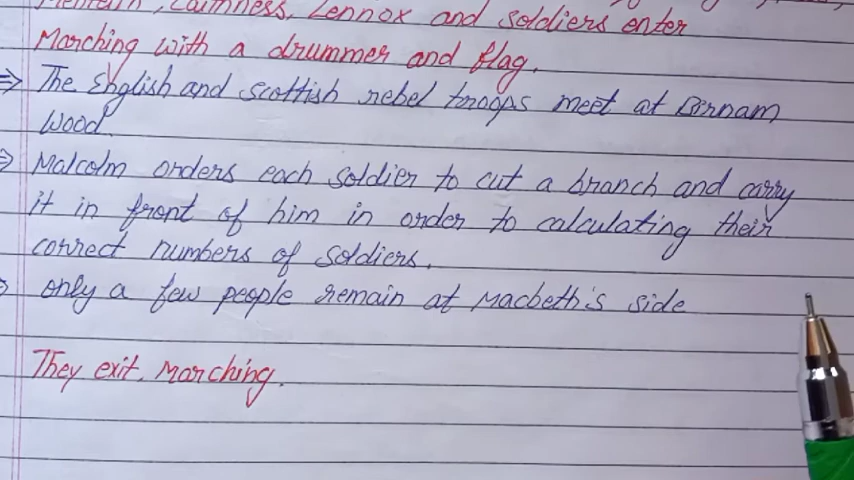 Menteith, Caithness, Lennox and soldiers enter
Marching with a drummer and flag.
⇒ The English and Scottish rebel troops meet at Birnam
Wood.
⇒ Malcolm orders each soldier to cut a branch and carry
it in front of him in order to calculating their
correct numbers of soldiers.
⇒ only a few people remain at Macbeth's side
They exit. Marching.